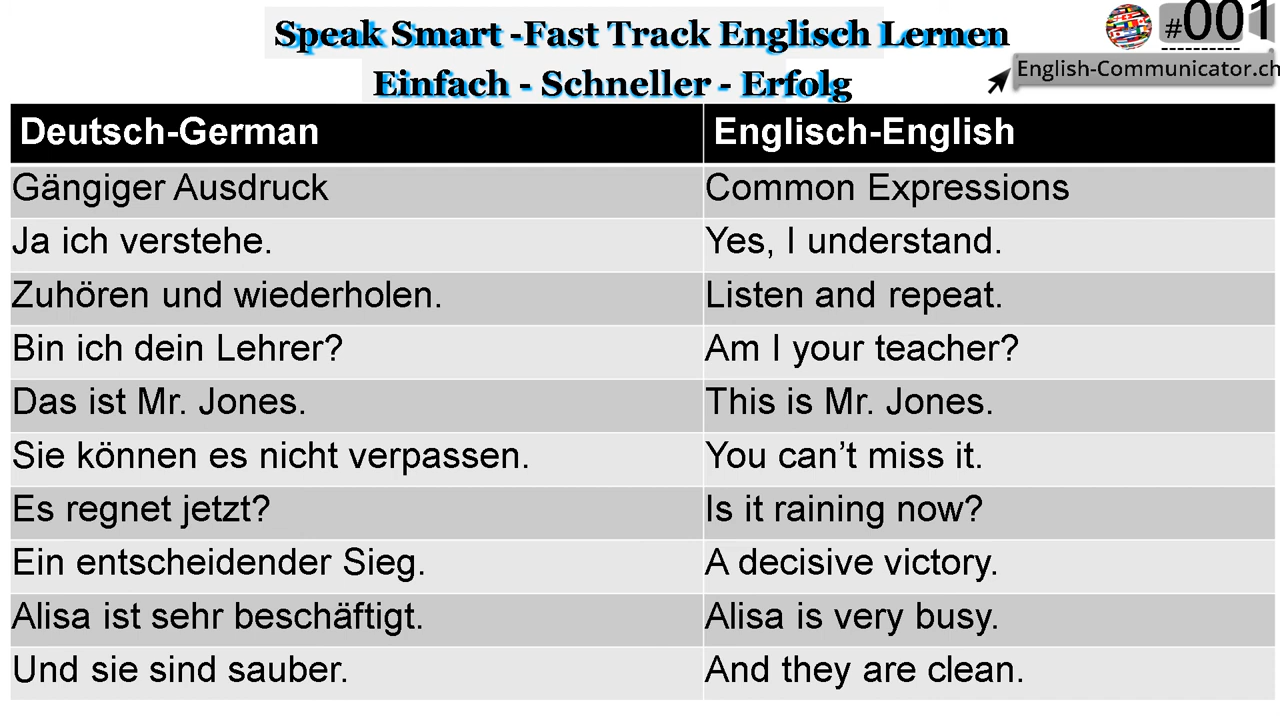 Speak Smart -Fast Track Englisch Lernen
#001
Einfach - Schneller - Erfolg
English-Communicator.ch
Deutsch-German Englisch-English
Gängiger Ausdruck Common Expressions
Ja ich verstehe. Yes, I understand.
Zuhören und wiederholen. Listen and repeat.
Bin ich dein Lehrer? Am I your teacher?
Das ist Mr. Jones. This is Mr. Jones.
Sie können es nicht verpassen. You can’t miss it.
Es regnet jetzt? Is it raining now?
Ein entscheidender Sieg. A decisive victory.
Alisa ist sehr beschäftigt. Alisa is very busy.
Und sie sind sauber. And they are clean.